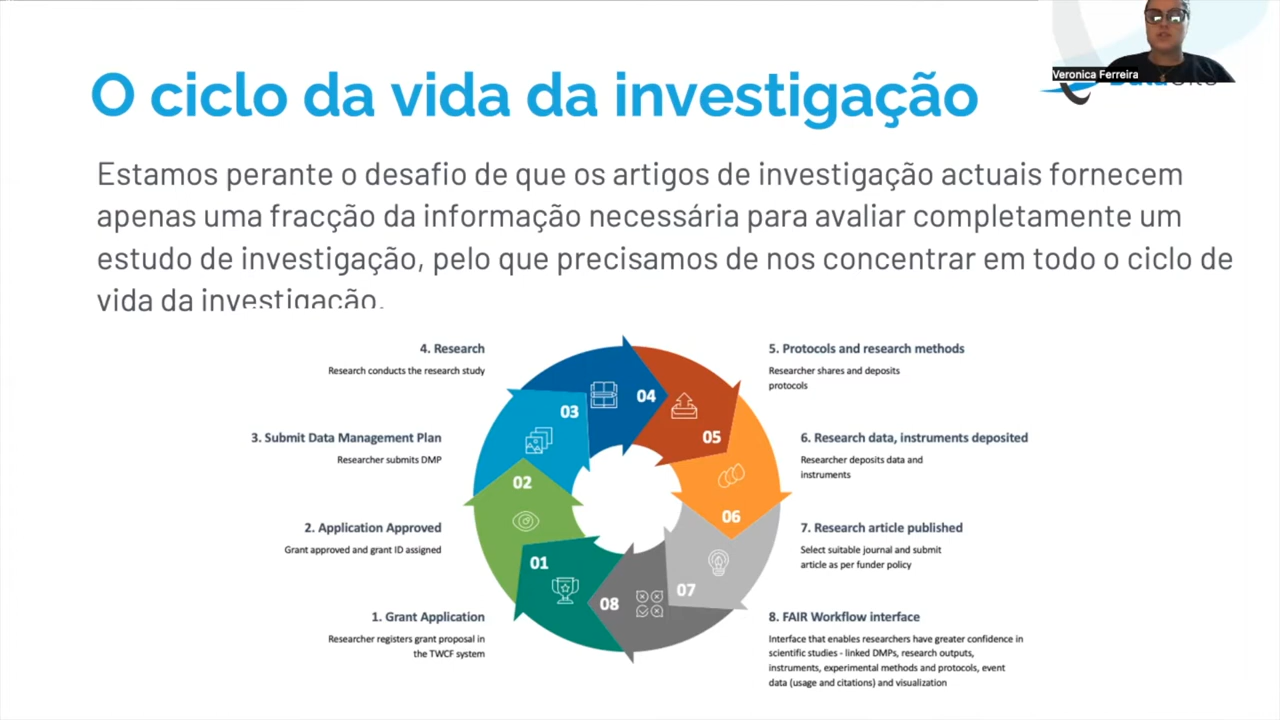 O ciclo da vida da investigação
Veronica Ferreira
Estamos perante o desafio de que os artigos de investigação actuais fornecem
apenas uma fracção da informação necessária para avaliar completamente um
estudo de investigação, pelo que precisamos de nos concentrar em todo o ciclo de
vida da investigação.
4. Research
Research conducts the research study
3. Submit Data Management Plan
Researcher submits DMP
2. Application Approved
Grant approved and grant ID assigned
1. Grant Application
Researcher registers grant proposal in
the TWCF system
04
03
05
02
06
01
07
08
5. Protocols and research methods
Researcher shares and deposits
protocols
6. Research data, instruments deposited
Researcher deposits data and
instruments
7. Research article published
Select suitable journal and submit
article as per funder policy
8. FAIR Workflow interface
Interface that enables researchers have greater confidence in
scientific studies - linked DMPs, research outputs,
instruments, experimental methods and protocols, event
data (usage and citations) and visualization